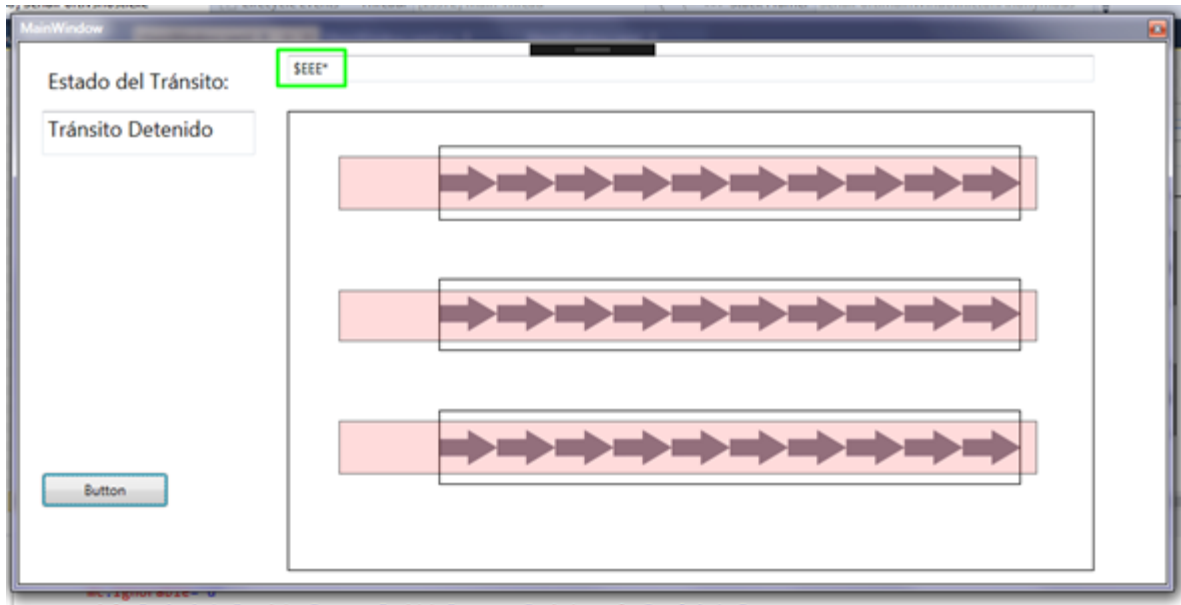 MainWindow
$EEE*
Estado del Tránsito:
Tránsito Detenido
Button